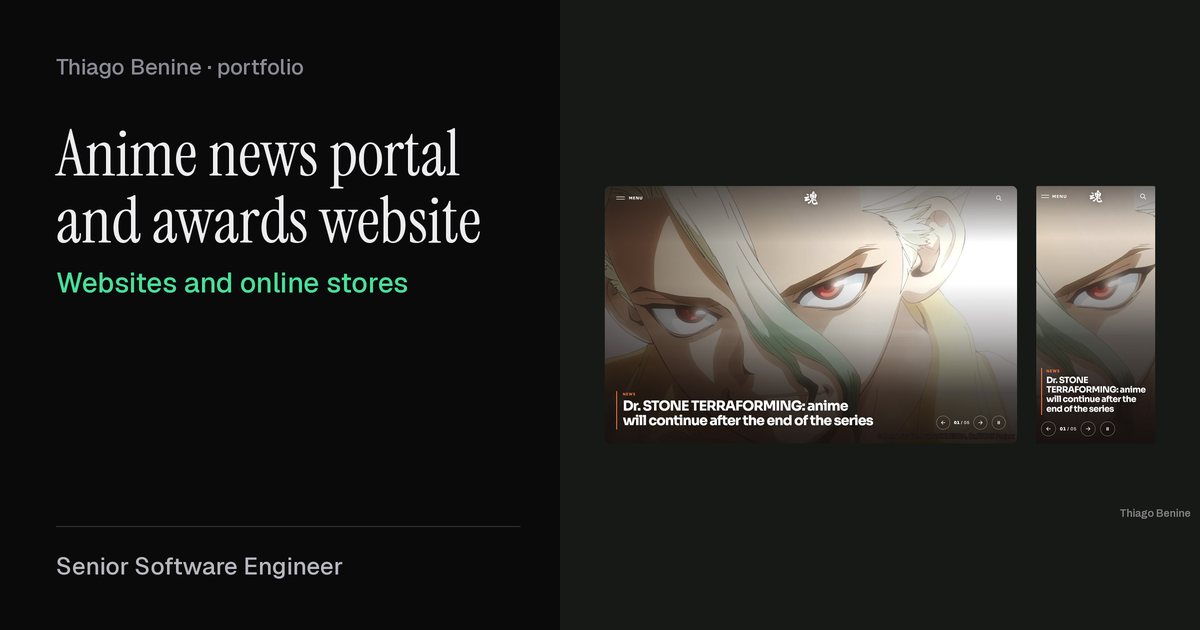 Thiago Benine · portfolio
Anime news portal
and awards website
Websites and online stores
Senior Software Engineer
MENU
魂
NEWS
Dr. STONE TERRAFORMING: anime
will continue after the end of the series
01 / 05
MENU
魂
NEWS
Dr. STONE
TERRAFORMING: anime
will continue after the
end of the series
01 / 05
Thiago Benine